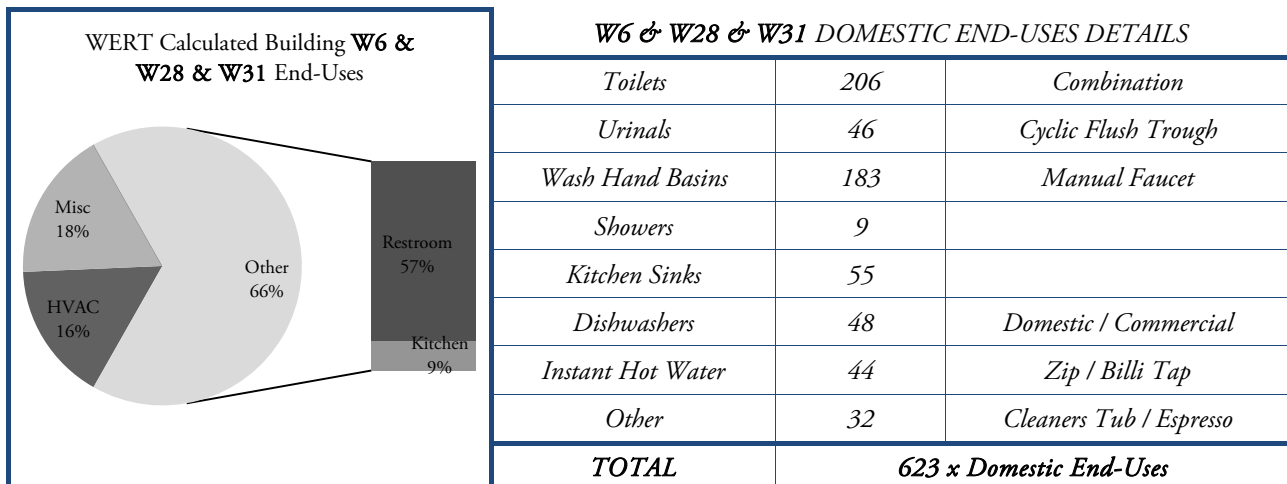 WERT Calculated Building W6 &
W28 & W31 End-Uses
Misc
18%
HVAC
16%
Other
66%
Restroom
57%
Kitchen
9%
W6 & W28 & W31 DOMESTIC END-USES DETAILS
Toilets 206 Combination
Urinals 46 Cyclic Flush Trough
Wash Hand Basins 183 Manual Faucet
Showers 9
Kitchen Sinks 55
Dishwashers 48 Domestic / Commercial
Instant Hot Water 44 Zip / Billi Tap
Other 32 Cleaners Tub / Espresso
TOTAL 623 x Domestic End-Uses